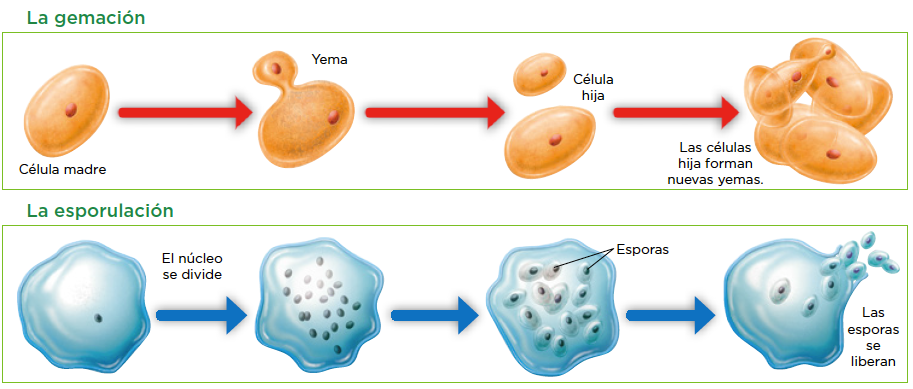 La gemación
Célula madre
Yema
Célula
hija
Las células
hija forman
nuevas yemas.
La esporulación
El núcleo
se divide
Esporas
Las
esporas
se
liberan